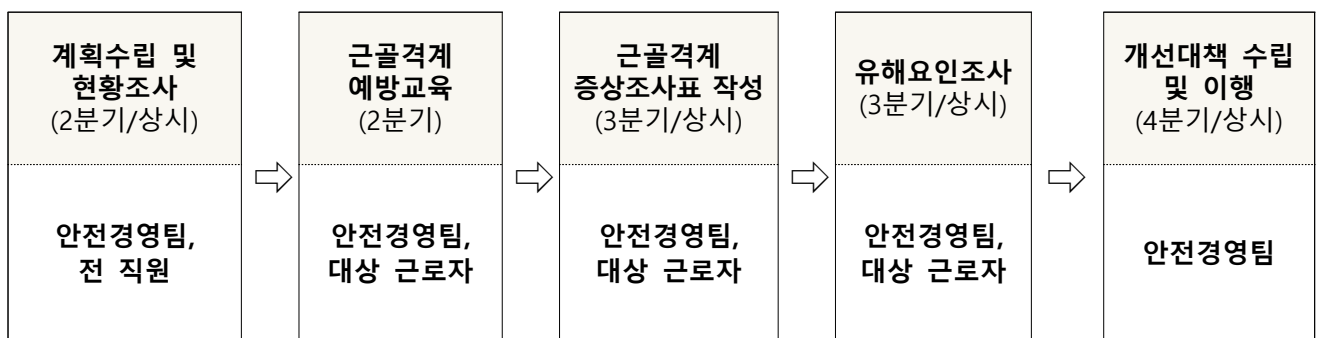 계획수립 및
현황조사
(2분기/상시)
안전경영팀,
전 직원
근골격계
예방교육
(2분기)
안전경영팀,
대상 근로자
근골격계
증상조사표 작성
(3분기/상시)
안전경영팀,
대상 근로자
유해요인조사
(3분기/상시)
안전경영팀,
대상 근로자
개선대책 수립
및 이행
(4분기/상시)
안전경영팀